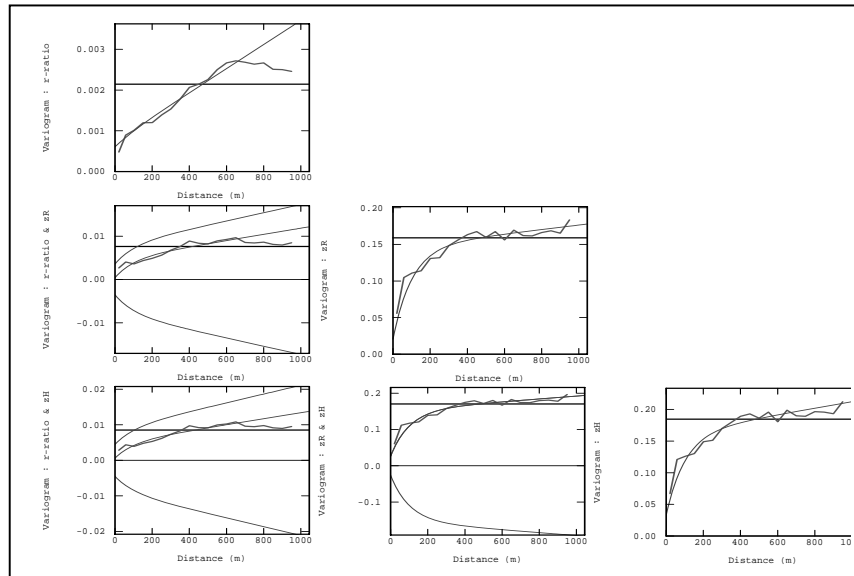 Variogram : r-ratio
0.003
0.002
0.001
0.000
0 200 400 600 800 1000
Distance (m)
Variogram : r-ratio & zR
0.01
0.00
-0.01
0 200 400 600 800 1000
Distance (m)
Variogram : zR
0.20
0.15
0.10
0.05
0.00
0 200 400 600 800 1000
Distance (m)
Variogram : r-ratio & zH
0.02
0.01
0.00
-0.01
-0.02
0 200 400 600 800 1000
Distance (m)
Variogram : zR & zH
0.2
0.1
0.0
-0.1
0 200 400 600 800 1000
Distance (m)
Variogram : zH
0.20
0.15
0.10
0.05
0.00
0 200 400 600 800 1000
Distance (m)